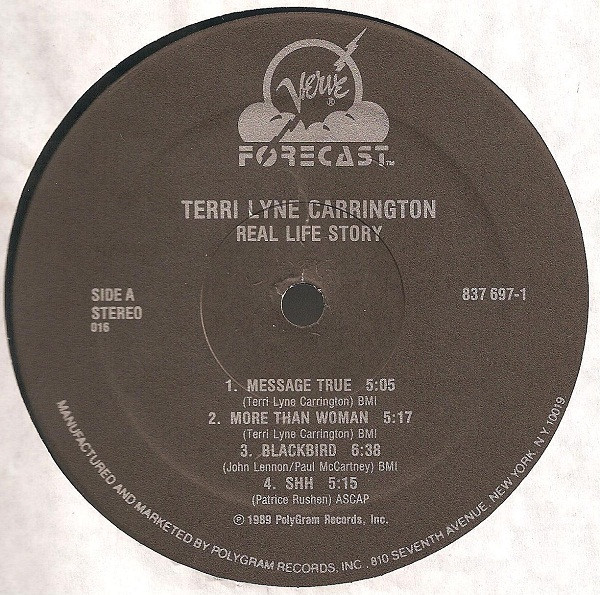 Verve
®
FORECAST™
TERRI LYNE CARRINGTON
REAL LIFE STORY
SIDE A
STEREO
016
837 697-1
1. MESSAGE TRUE 5:05
(Terri Lyne Carrington) BMI
2. MORE THAN WOMAN 5:17
(Terri Lyne Carrington) BMI
3. BLACKBIRD 6:38
(John Lennon/Paul McCartney) BMI
4. SHH 5:15
(Patrice Rushen) ASCAP
℗ 1989 PolyGram Records, Inc.
MANUFACTURED AND MARKETED BY POLYGRAM RECORDS, INC. 810 SEVENTH AVENUE, NEW YORK, N.Y. 10019